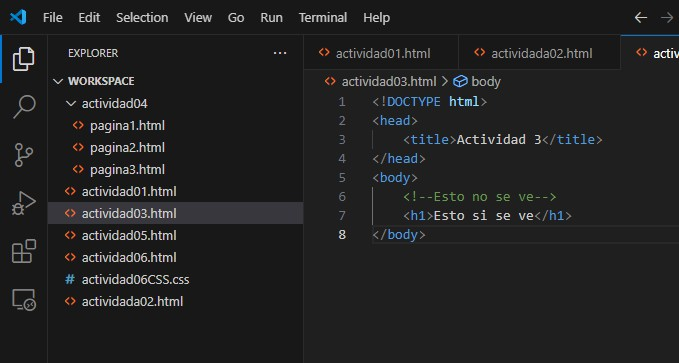 File Edit Selection View Go Run Terminal Help
EXPLORER
WORKSPACE
actividad04
pagina1.html
pagina2.html
pagina3.html
actividad01.html
actividad03.html
actividad05.html
actividad06.html
# actividad06CSS.css
actividada02.html
<> actividad01.html <> actividada02.html <> activ
<> actividad03.html > body
1 <!DOCTYPE html>
2 <head>
3 <title>Actividad 3</title>
4 </head>
5 <body>
6 <!--Esto no se ve-->
7 <h1>Esto si se ve</h1>
8 </body>